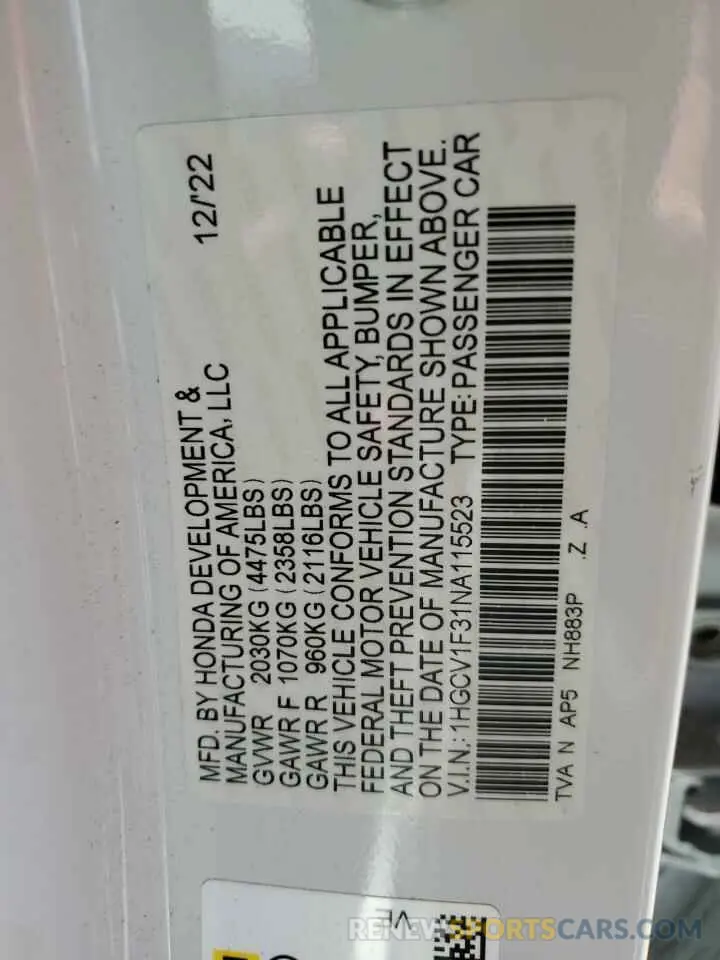 MFD. BY HONDA DEVELOPMENT &
MANUFACTURING OF AMERICA, LLC 12/'22
GVWR 2030KG (4475LBS)
GAWR F 1070KG (2358LBS)
GAWR R 960KG (2116LBS)
THIS VEHICLE CONFORMS TO ALL APPLICABLE
FEDERAL MOTOR VEHICLE SAFETY, BUMPER,
AND THEFT PREVENTION STANDARDS IN EFFECT
ON THE DATE OF MANUFACTURE SHOWN ABOVE.
V.I.N.: 1HGCV1F31NA115523 TYPE: PASSENGER CAR
TVA N AP5 NH883P .Z .A
RENEWSPORTSCARS.COM